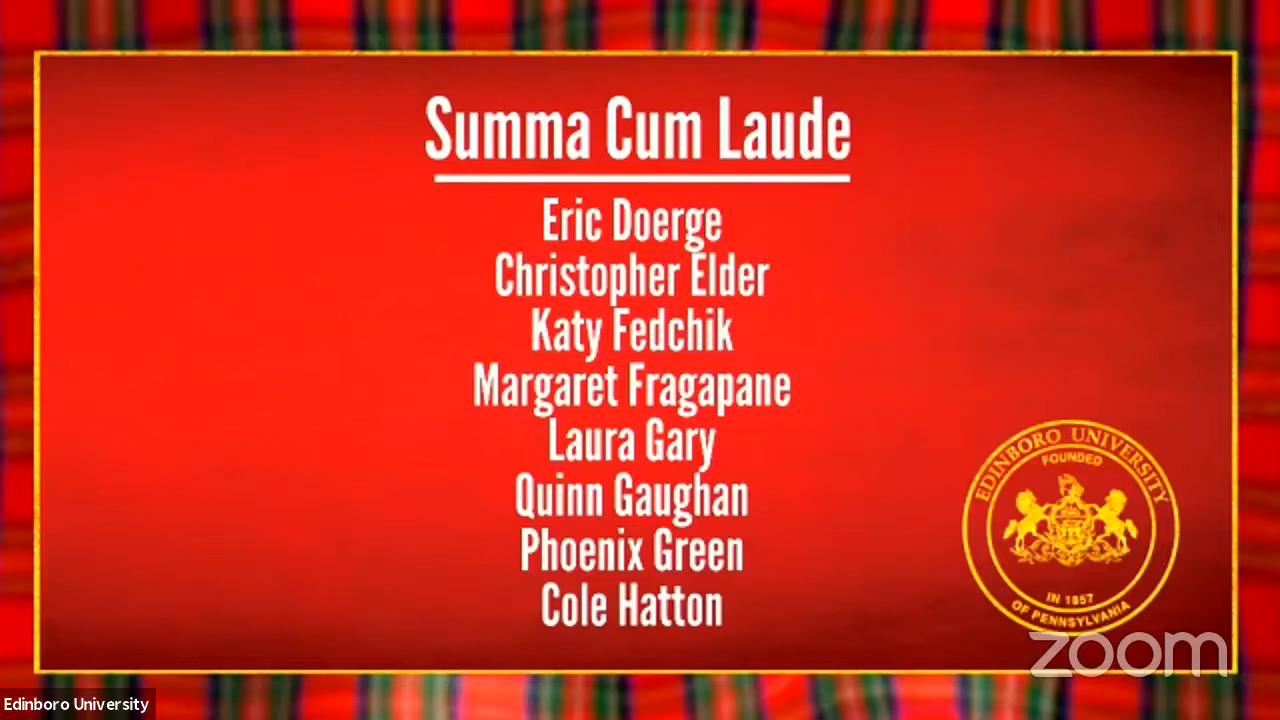 Summa Cum Laude
Eric Doerge
Christopher Elder
Katy Fedchik
Margaret Fragapane
Laura Gary
Quinn Gaughan
Phoenix Green
Cole Hatton
EDINBORO UNIVERSITY
FOUNDED
IN 1857
OF PENNSYLVANIA
zoom
Edinboro University